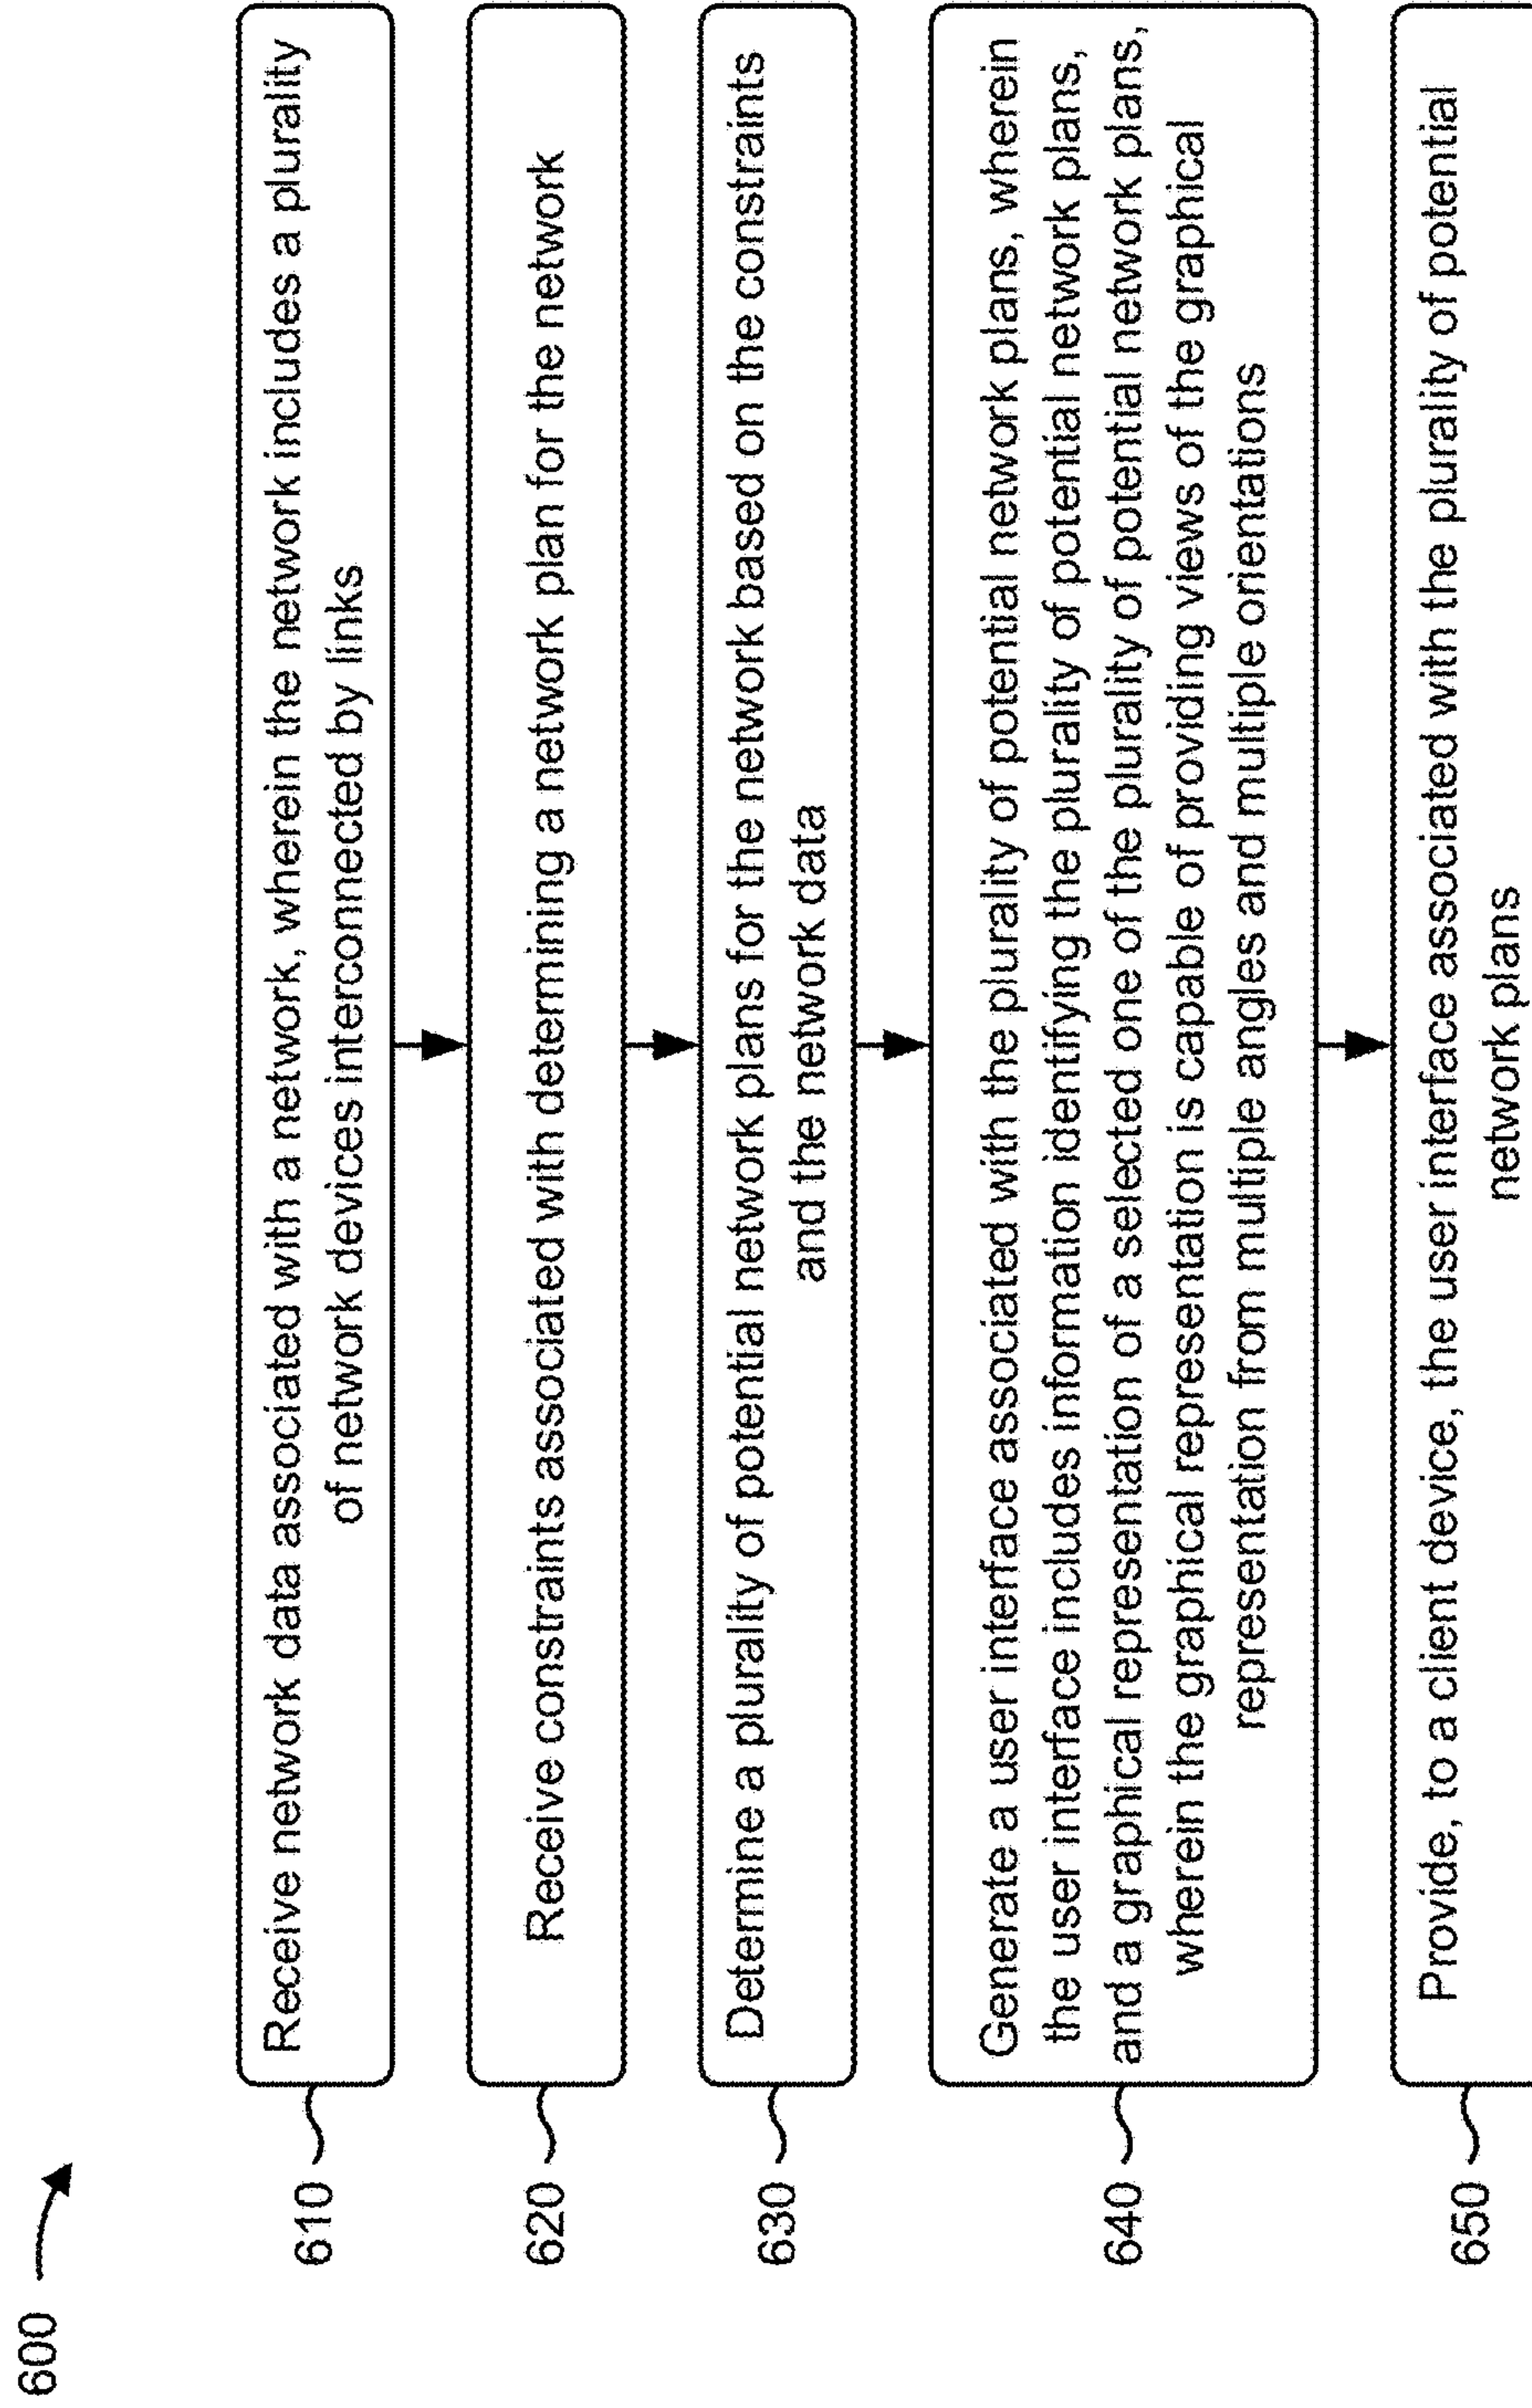 600
610
Receive network data associated with a network, wherein the network includes a plurality
of network devices interconnected by links
620
Receive constraints associated with determining a network plan for the network
630
Determine a plurality of potential network plans for the network based on the constraints
and the network data
640
Generate a user interface associated with the plurality of potential network plans, wherein
the user interface includes information identifying the plurality of potential network plans,
and a graphical representation of a selected one of the plurality of potential network plans,
wherein the graphical representation is capable of providing views of the graphical
representation from multiple angles and multiple orientations
650
Provide, to a client device, the user interface associated with the plurality of potential
network plans